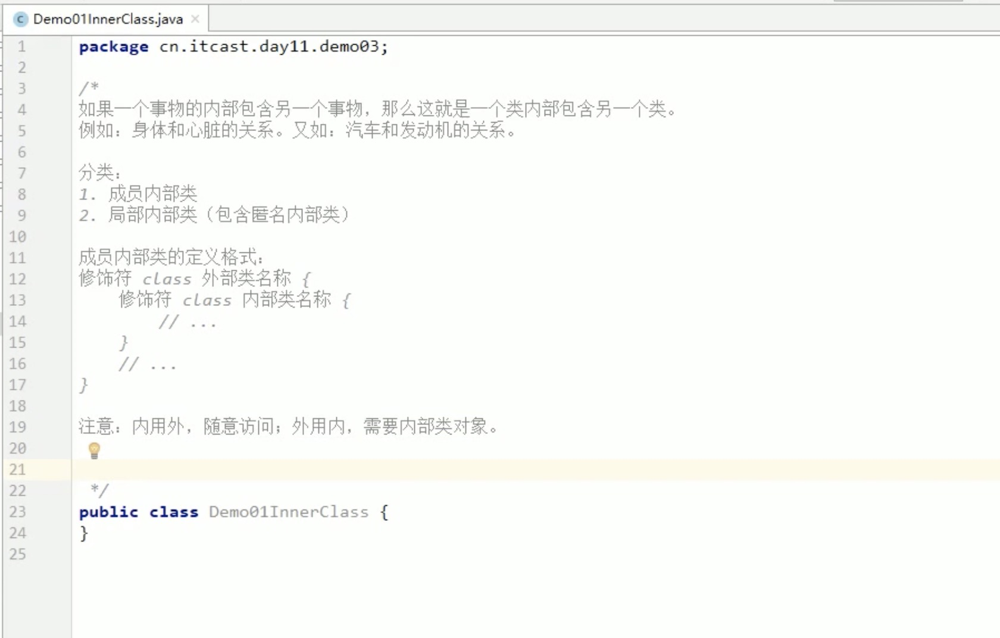 Demo01InnerClass.java
1 package cn.itcast.day11.demo03;
2
3 /*
4 如果一个事物的内部包含另一个事物，那么这就是一个类内部包含另一个类。
5 例如：身体和心脏的关系。又如：汽车和发动机的关系。
6
7 分类：
8 1. 成员内部类
9 2. 局部内部类（包含匿名内部类）
10
11 成员内部类的定义格式：
12 修饰符 class 外部类名称 {
13     修饰符 class 内部类名称 {
14         // ...
15     }
16     // ...
17 }
18
19 注意：内用外，随意访问；外用内，需要内部类对象。
20
21
22  */
23 public class Demo01InnerClass {
24 }
25